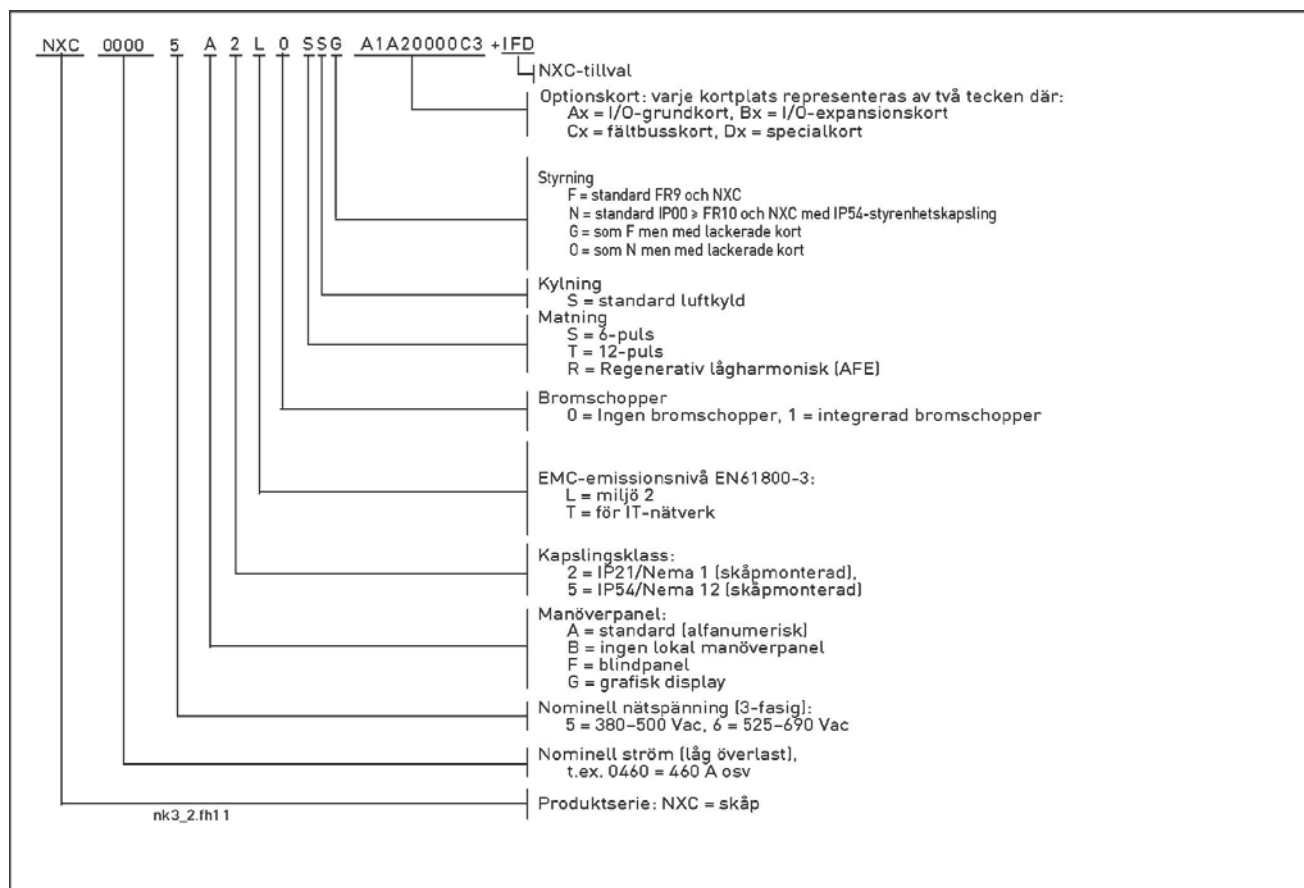 NXC 0000 5 A 2 L 0 S S G A1A20000C3 +IFD
NXC-tillval
Optionskort: varje kortplats representeras av två tecken där:
Ax = I/O-grundkort, Bx = I/O-expansionskort
Cx = fältbusskort, Dx = specialkort
Styrning
F = standard FR9 och NXC
N = standard IP00 ≥ FR10 och NXC med IP54-styrenhetskapsling
G = som F men med lackerade kort
O = som N men med lackerade kort
Kylning
S = standard luftkyld
Matning
S = 6-puls
T = 12-puls
R = Regenerativ lågharmonisk (AFE)
Bromschopper
0 = Ingen bromschopper, 1 = integrerad bromschopper
EMC-emissionsnivå EN61800-3:
L = miljö 2
T = för IT-nätverk
Kapslingsklass:
2 = IP21/Nema 1 (skåpmonterad),
5 = IP54/Nema 12 (skåpmonterad)
Manöverpanel:
A = standard (alfanumerisk)
B = ingen lokal manöverpanel
F = blindpanel
G = grafisk display
Nominell nätspänning (3-fasig):
5 = 380–500 Vac, 6 = 525–690 Vac
Nominell ström (låg överlast),
t.ex. 0460 = 460 A osv
Produktserie: NXC = skåp
nk3_2.fh11